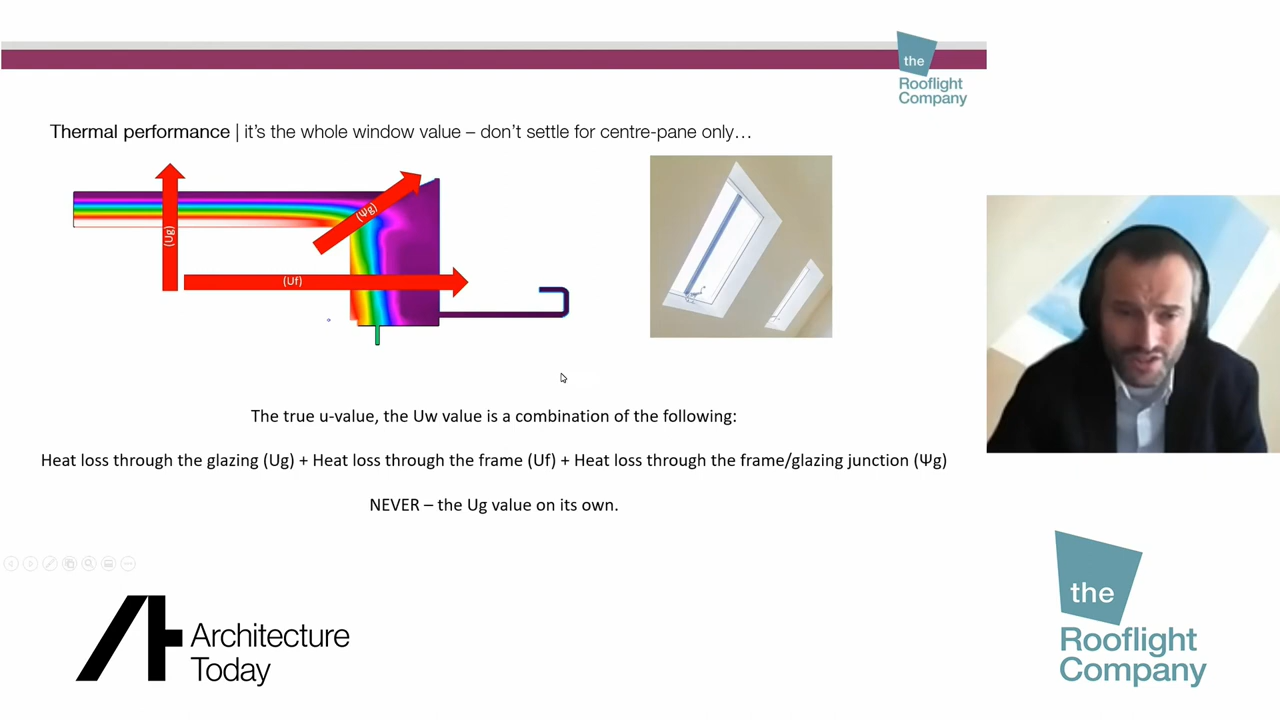 the
Rooflight
Company
Thermal performance | it's the whole window value – don't settle for centre-pane only…
(Ug)
(Ψg)
(Uf)
The true u-value, the Uw value is a combination of the following:
Heat loss through the glazing (Ug) + Heat loss through the frame (Uf) + Heat loss through the frame/glazing junction (Ψg)
NEVER – the Ug value on its own.
Architecture
Today
the
Rooflight
Company